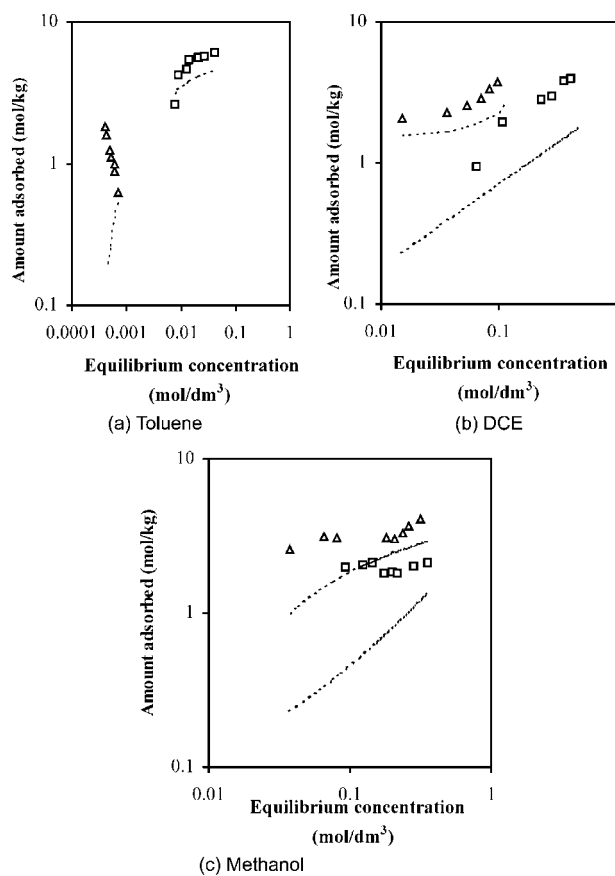 10
1
0.1
0.0001 0.001 0.01 0.1 1
Amount adsorbed (mol/kg)
Equilibrium concentration
(mol/dm³)
(a) Toluene
10
1
0.1
0.01 0.1 1
Amount adsorbed (mol/kg)
Equilibrium concentration
(mol/dm³)
(b) DCE
10
1
0.1
0.01 0.1 1
Amount adsorbed (mol/kg)
Equilibrium concentration
(mol/dm³)
(c) Methanol